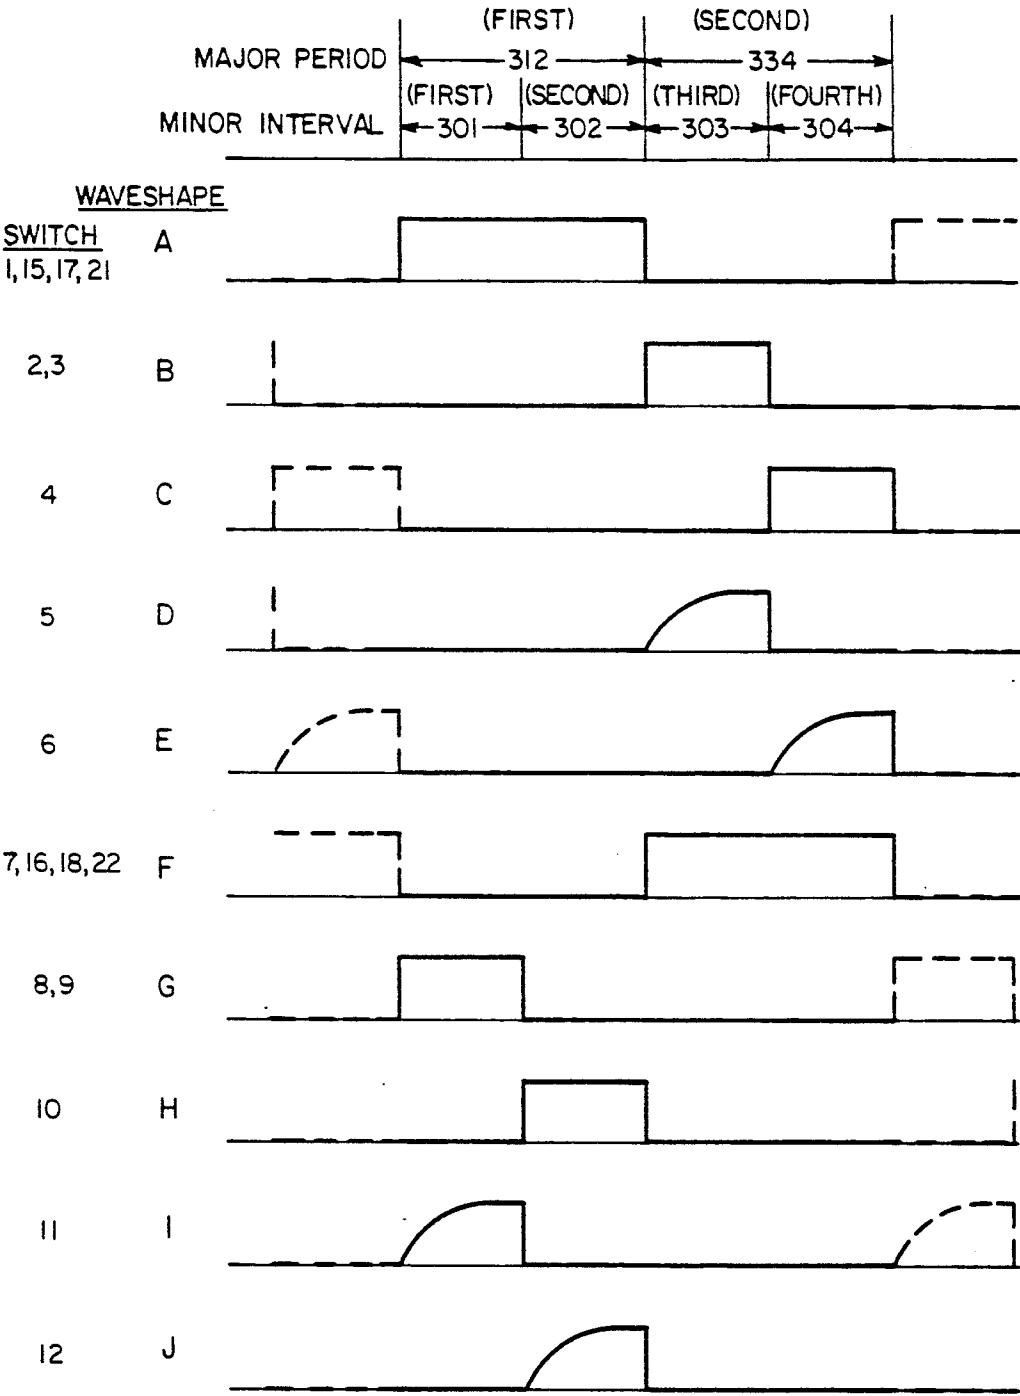 (FIRST) (SECOND)
MAJOR PERIOD 312 334
(FIRST) (SECOND) (THIRD) (FOURTH)
MINOR INTERVAL 301 302 303 304
WAVESHAPE
SWITCH A
1, 15, 17, 21
2,3 B
4 C
5 D
6 E
7, 16, 18, 22 F
8,9 G
10 H
11 I
12 J